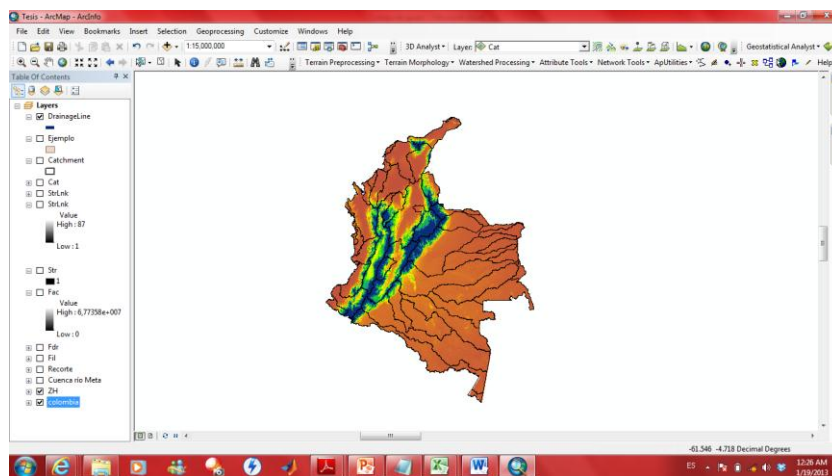 Tesis - ArcMap - ArcInfo
File Edit View Bookmarks Insert Selection Geoprocessing Customize Windows Help
1:15,000,000 3D Analyst Layer: Cat Geostatistical Analyst
Terrain Preprocessing Terrain Morphology Watershed Processing Attribute Tools Network Tools ApUtilities Help
Table Of Contents
Layers
DrainageLine
Ejemplo
Catchment
Cat
StrLnk
StrLnk
Value
High : 87
Low : 1
Str
1
Fac
Value
High : 6,77358e+007
Low : 0
Fdr
Fil
Recorte
Cuenca río Meta
ZH
colombia
-61.546 -4.718 Decimal Degrees
ES 12:26 AM
1/19/2013